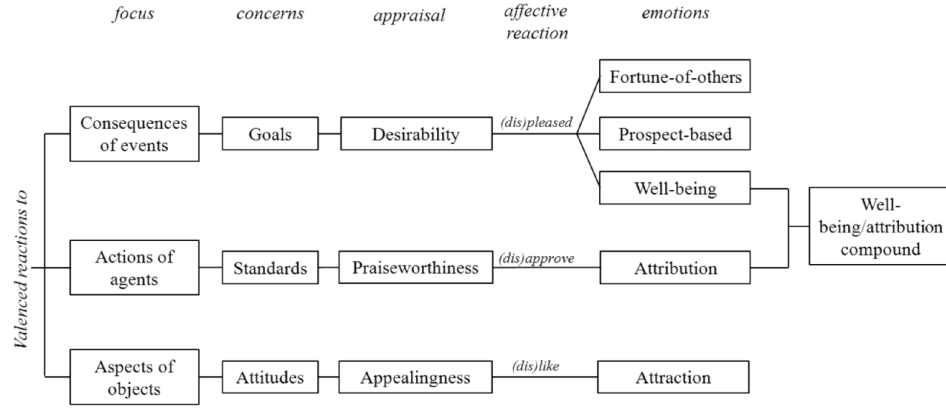 focus
concerns
appraisal
affective
reaction
emotions
Valenced reactions to
Consequences
of events
Goals
Desirability
(dis)pleased
Fortune-of-others
Prospect-based
Well-being
Actions of
agents
Standards
Praiseworthiness
(dis)approve
Attribution
Well-
being/attribution
compound
Aspects of
objects
Attitudes
Appealingness
(dis)like
Attraction